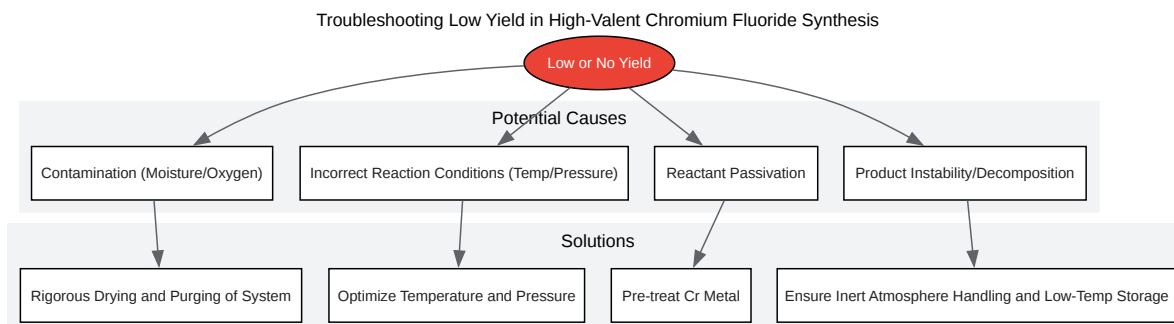 Troubleshooting Low Yield in High-Valent Chromium Fluoride Synthesis
Low or No Yield
Potential Causes
Contamination (Moisture/Oxygen)
Incorrect Reaction Conditions (Temp/Pressure)
Reactant Passivation
Product Instability/Decomposition
Solutions
Rigorous Drying and Purging of System
Optimize Temperature and Pressure
Pre-treat Cr Metal
Ensure Inert Atmosphere Handling and Low-Temp Storage